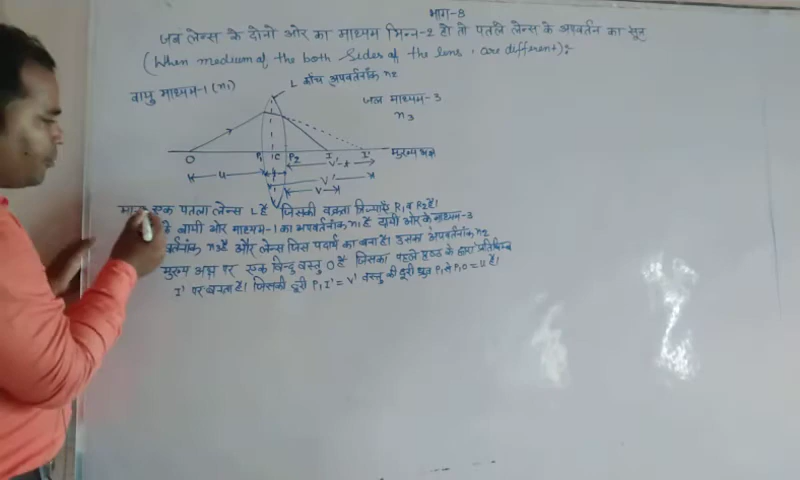 भाग-8
जब लेन्स के दोनो ओर का माध्यम भिन्न-2 हो तो पतले लेन्स के अपवर्तन का सूत्र
(When medium of the both Sides of the lens, are different):
L काँच अपवर्तनांक n2
वायु माध्यम-1 (n1)
जल माध्यम-3
n3
O P1 C P2 I I' मुख्य अक्ष
u t V'-t
V'
V
माना एक पतला लेन्स L है जिसकी वक्रता त्रिज्यायें R1 व R2 है।
के बायी ओर माध्यम-1 का अपवर्तनांक n1 है दायी ओर के माध्यम-3
वर्तनांक n3 है और लेन्स जिस पदार्थ का बना है। उसका अपवर्तनांक n2
मुख्य अक्ष पर एक बिन्दु वस्तु O है जिसका पहले पृष्ठ के द्वारा प्रतिबिम्ब
I' पर बनता है। जिसकी दूरी P1I' = V' वस्तु की दूरी ध्रुव P1 से P1O = u है।